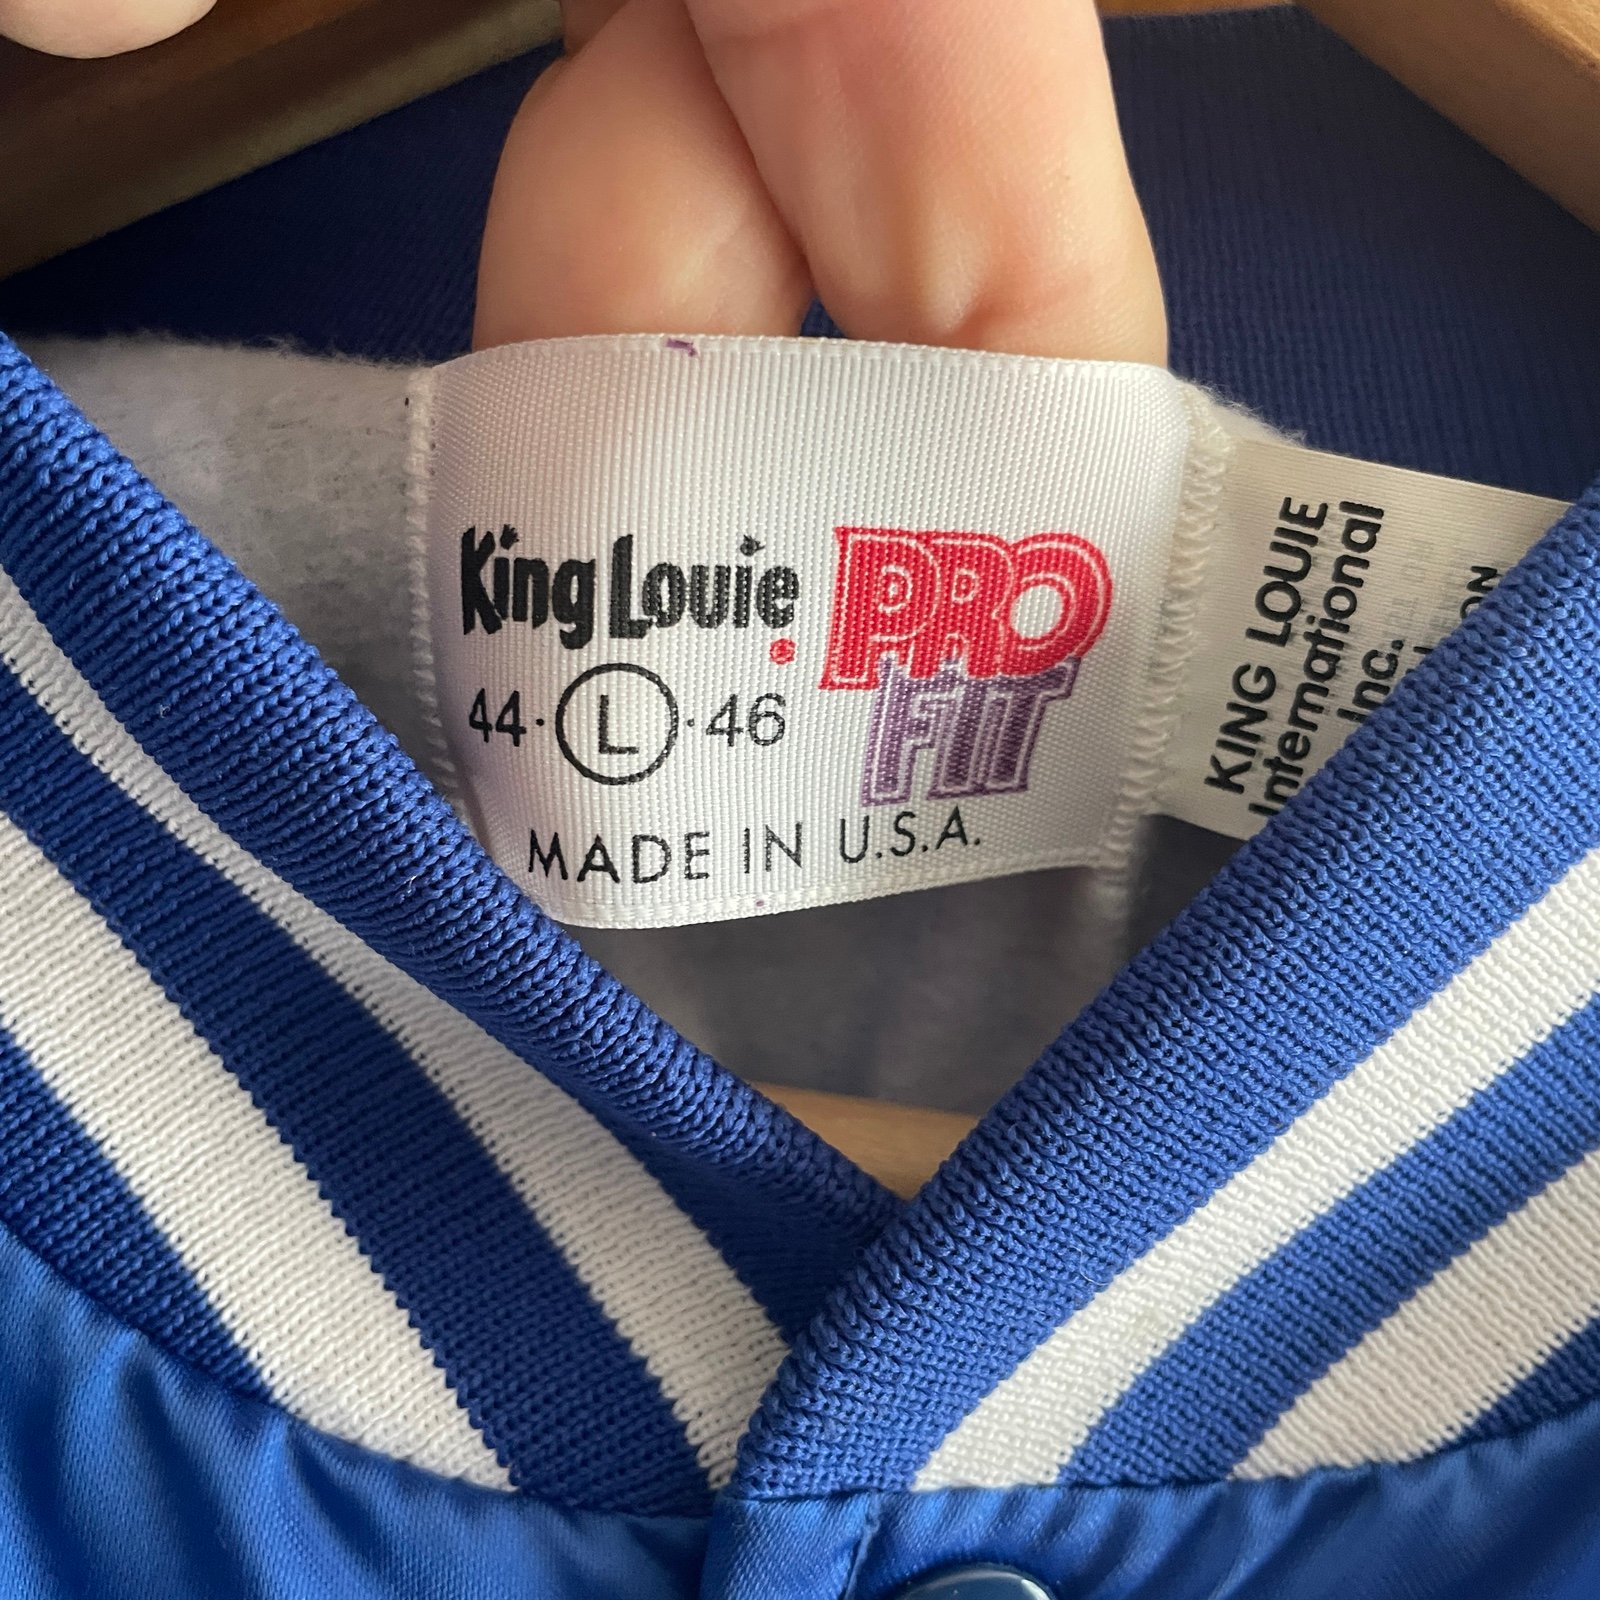 King Louie
PRO
FIT
44·L·46
MADE IN U.S.A.
KING LOUIE
International
Inc.